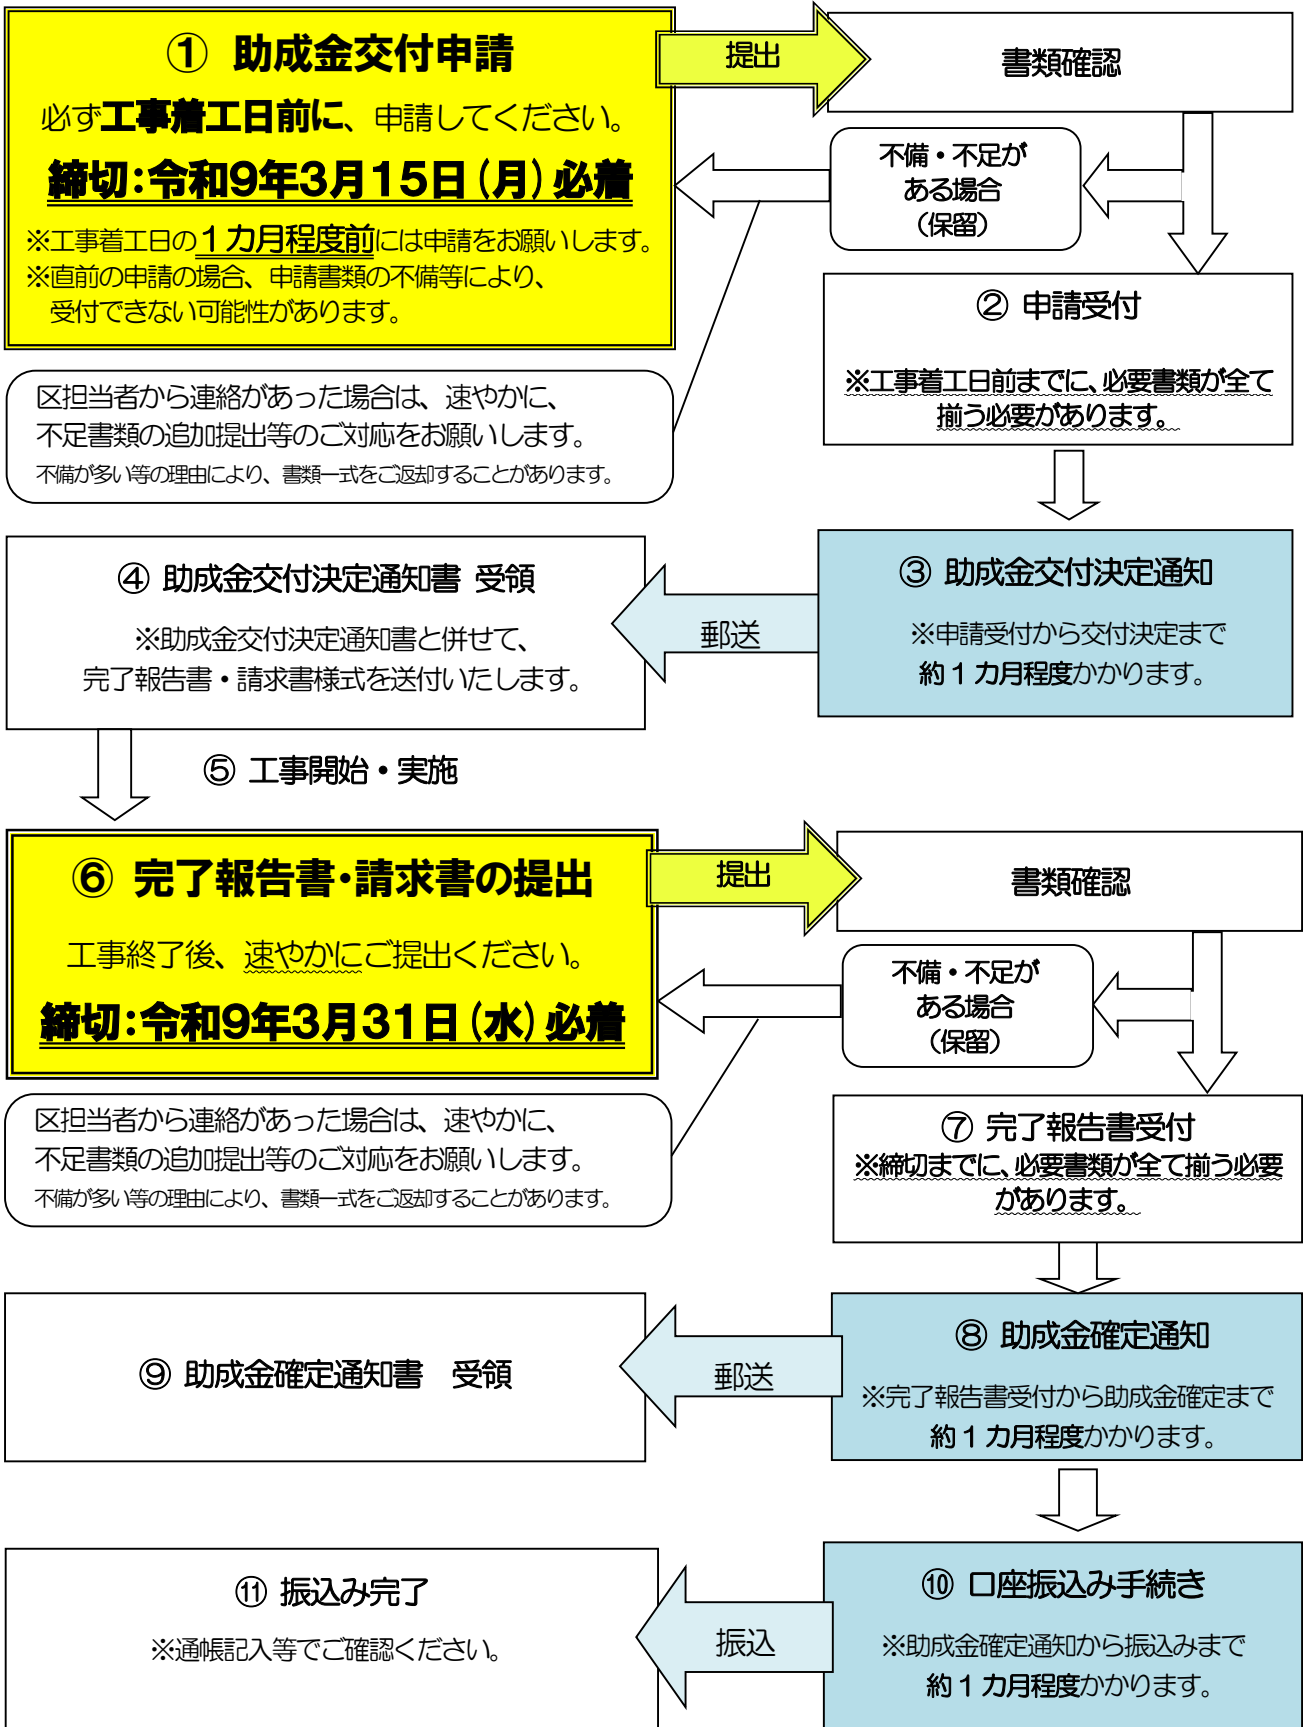 ① 助成金交付申請
必ず工事着工日前に、申請してください。
締切：令和9年3月15日（月）必着
※工事着工日の１カ月程度前には申請をお願いします。
※直前の申請の場合、申請書類の不備等により、
受付できない可能性があります。
提出
書類確認
不備・不足が
ある場合
（保留）
② 申請受付
※工事着工日前までに、必要書類が全て
揃う必要があります。
区担当者から連絡があった場合は、速やかに、
不足書類の追加提出等のご対応をお願いします。
不備が多い等の理由により、書類一式をご返却することがあります。
③ 助成金交付決定通知
※申請受付から交付決定まで
約１カ月程度かかります。
郵送
④ 助成金交付決定通知書 受領
※助成金交付決定通知書と併せて、
完了報告書・請求書様式を送付いたします。
⑤ 工事開始・実施
⑥ 完了報告書・請求書の提出
工事終了後、速やかにご提出ください。
締切：令和9年3月31日（水）必着
提出
書類確認
不備・不足が
ある場合
（保留）
区担当者から連絡があった場合は、速やかに、
不足書類の追加提出等のご対応をお願いします。
不備が多い等の理由により、書類一式をご返却することがあります。
⑦ 完了報告書受付
※締切までに、必要書類が全て揃う必要
があります。
⑧ 助成金確定通知
※完了報告書受付から助成金確定まで
約１カ月程度かかります。
郵送
⑨ 助成金確定通知書　受領
⑩ 口座振込み手続き
※助成金確定通知から振込みまで
約１カ月程度かかります。
振込
⑪ 振込み完了
※通帳記入等でご確認ください。